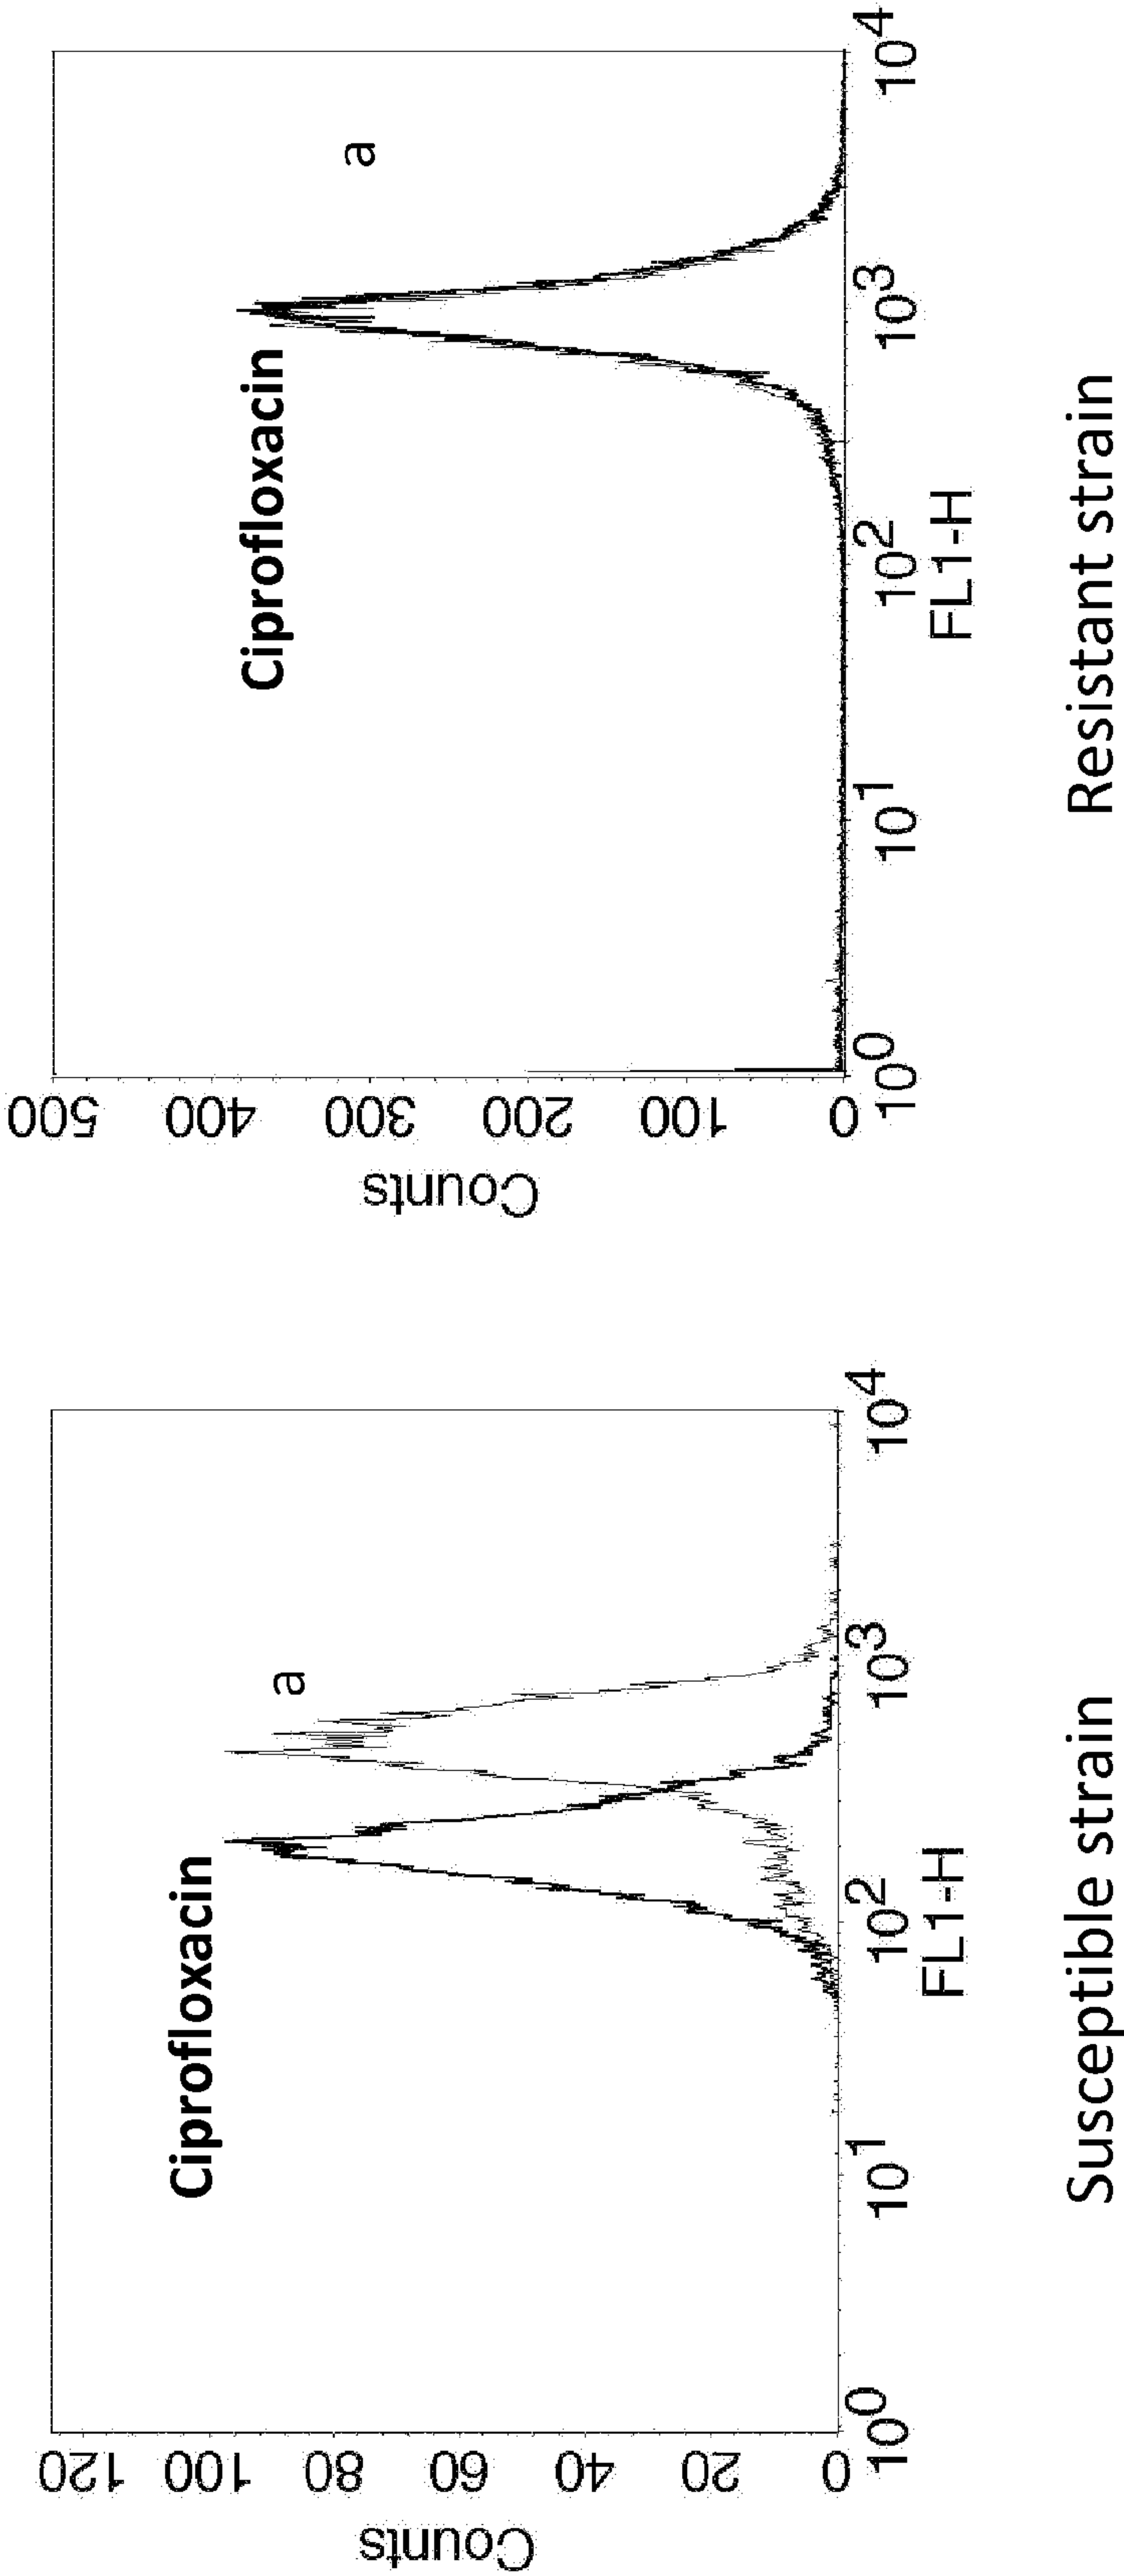 Ciprofloxacin
a
Counts
120
100
80
60
40
20
0
10^0
10^1
10^2
10^3
10^4
FL1-H
Susceptible strain
Ciprofloxacin
a
Counts
500
400
300
200
100
0
10^0
10^1
10^2
10^3
10^4
FL1-H
Resistant strain